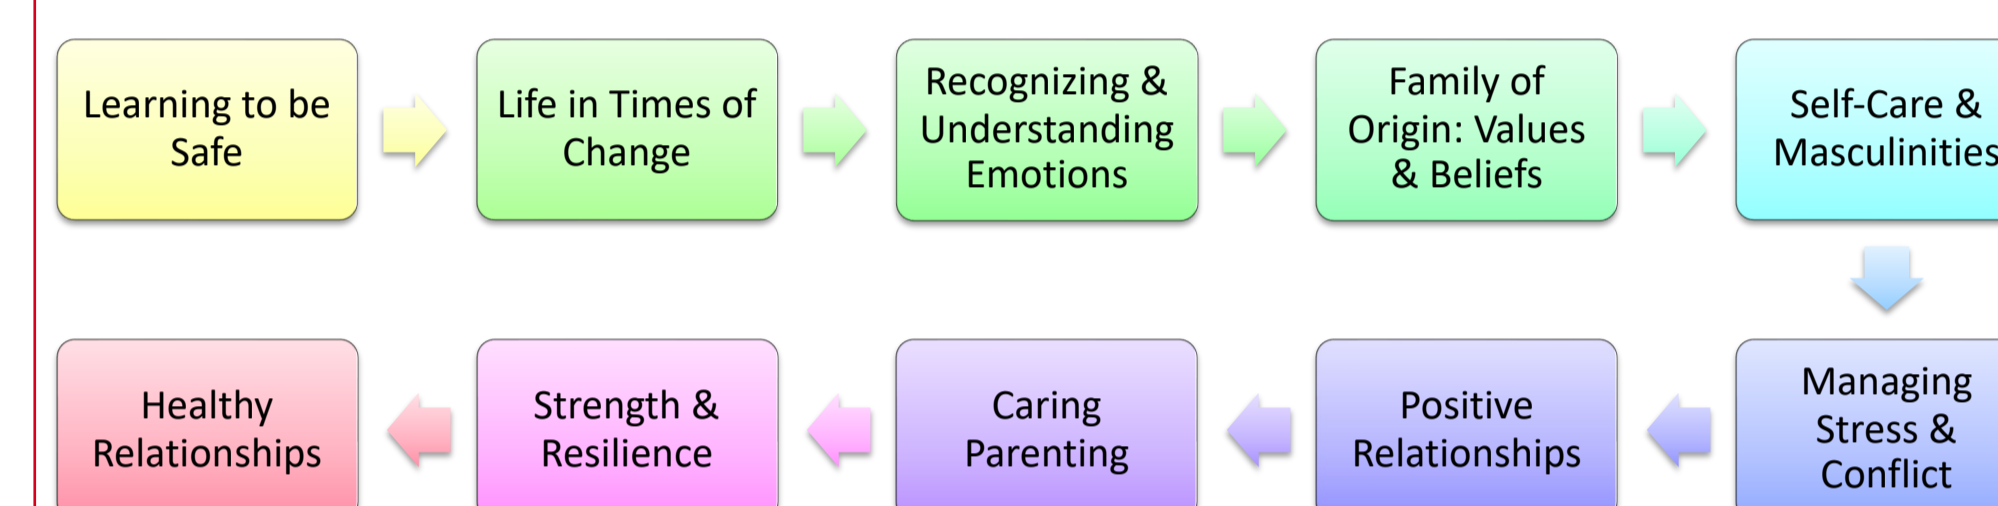 Learning to be
Safe
Life in Times of
Change
Recognizing &
Understanding
Emotions
Family of
Origin: Values
& Beliefs
Self-Care &
Masculinities
Managing
Stress &
Conflict
Positive
Relationships
Caring
Parenting
Strength &
Resilience
Healthy
Relationships